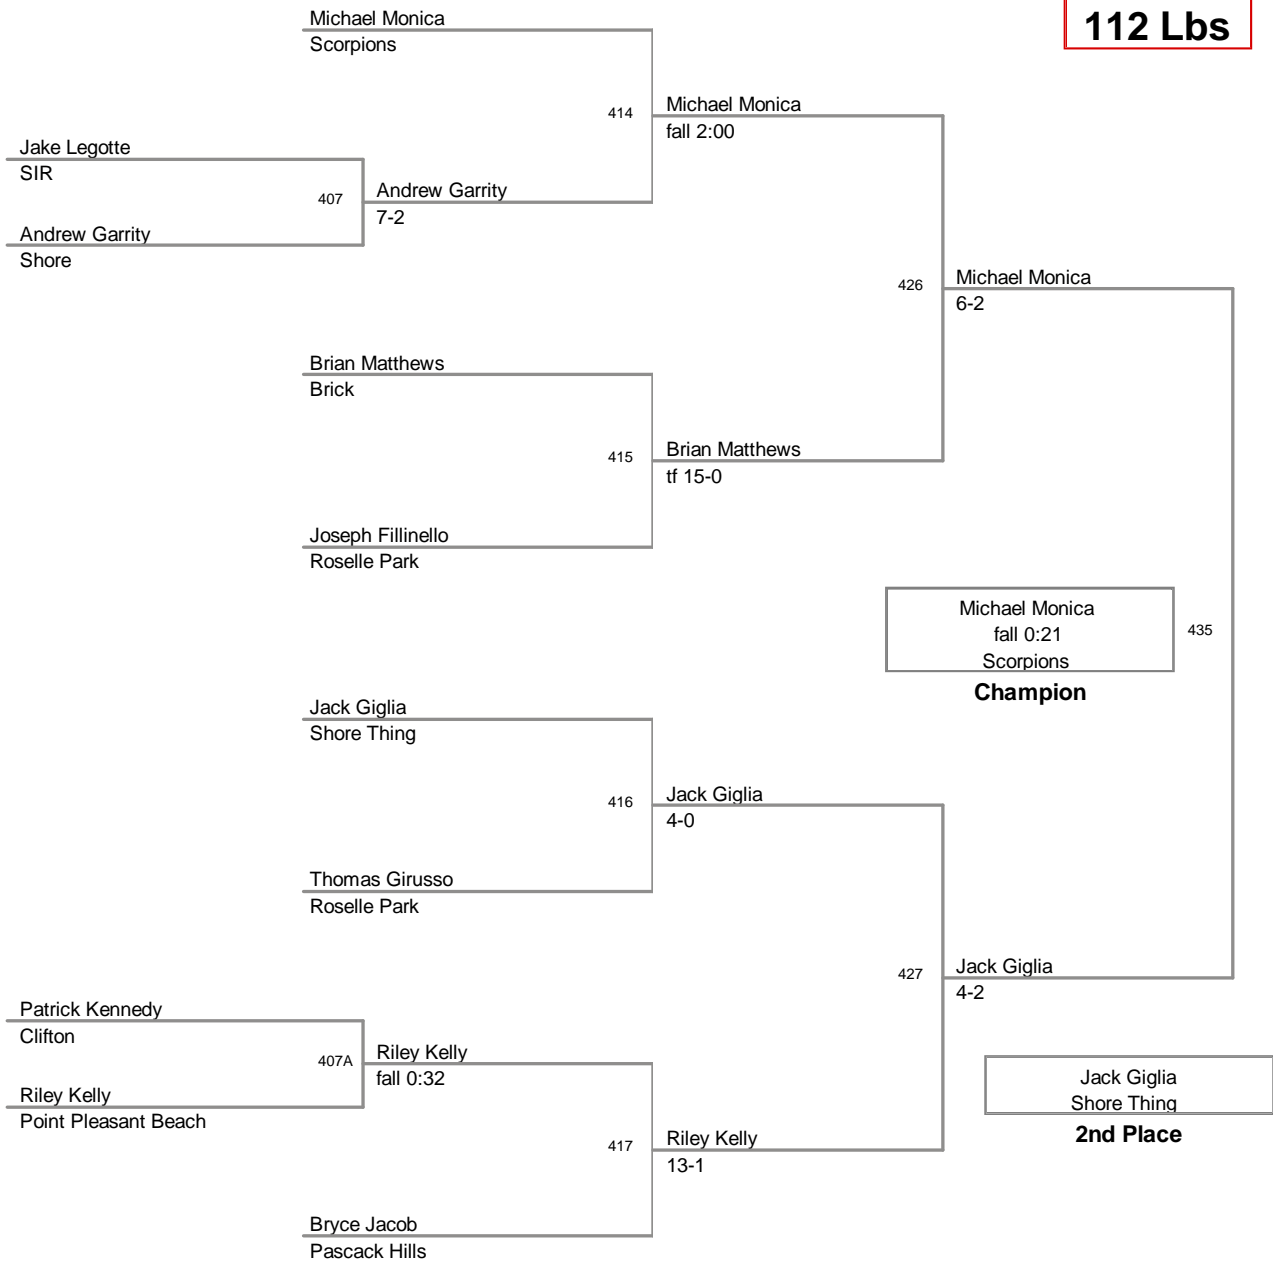 112 Lbs
Michael Monica
Scorpions
414
Michael Monica
fall 2:00
Jake Legotte
SIR
407
Andrew Garrity
7-2
Andrew Garrity
Shore
426
Michael Monica
6-2
Brian Matthews
Brick
415
Brian Matthews
tf 15-0
Joseph Fillinello
Roselle Park
Michael Monica
fall 0:21
Scorpions
435
Champion
Jack Giglia
Shore Thing
416
Jack Giglia
4-0
Thomas Girusso
Roselle Park
427
Jack Giglia
4-2
Patrick Kennedy
Clifton
407A
Riley Kelly
fall 0:32
Riley Kelly
Point Pleasant Beach
Jack Giglia
Shore Thing
2nd Place
417
Riley Kelly
13-1
Bryce Jacob
Pascack Hills